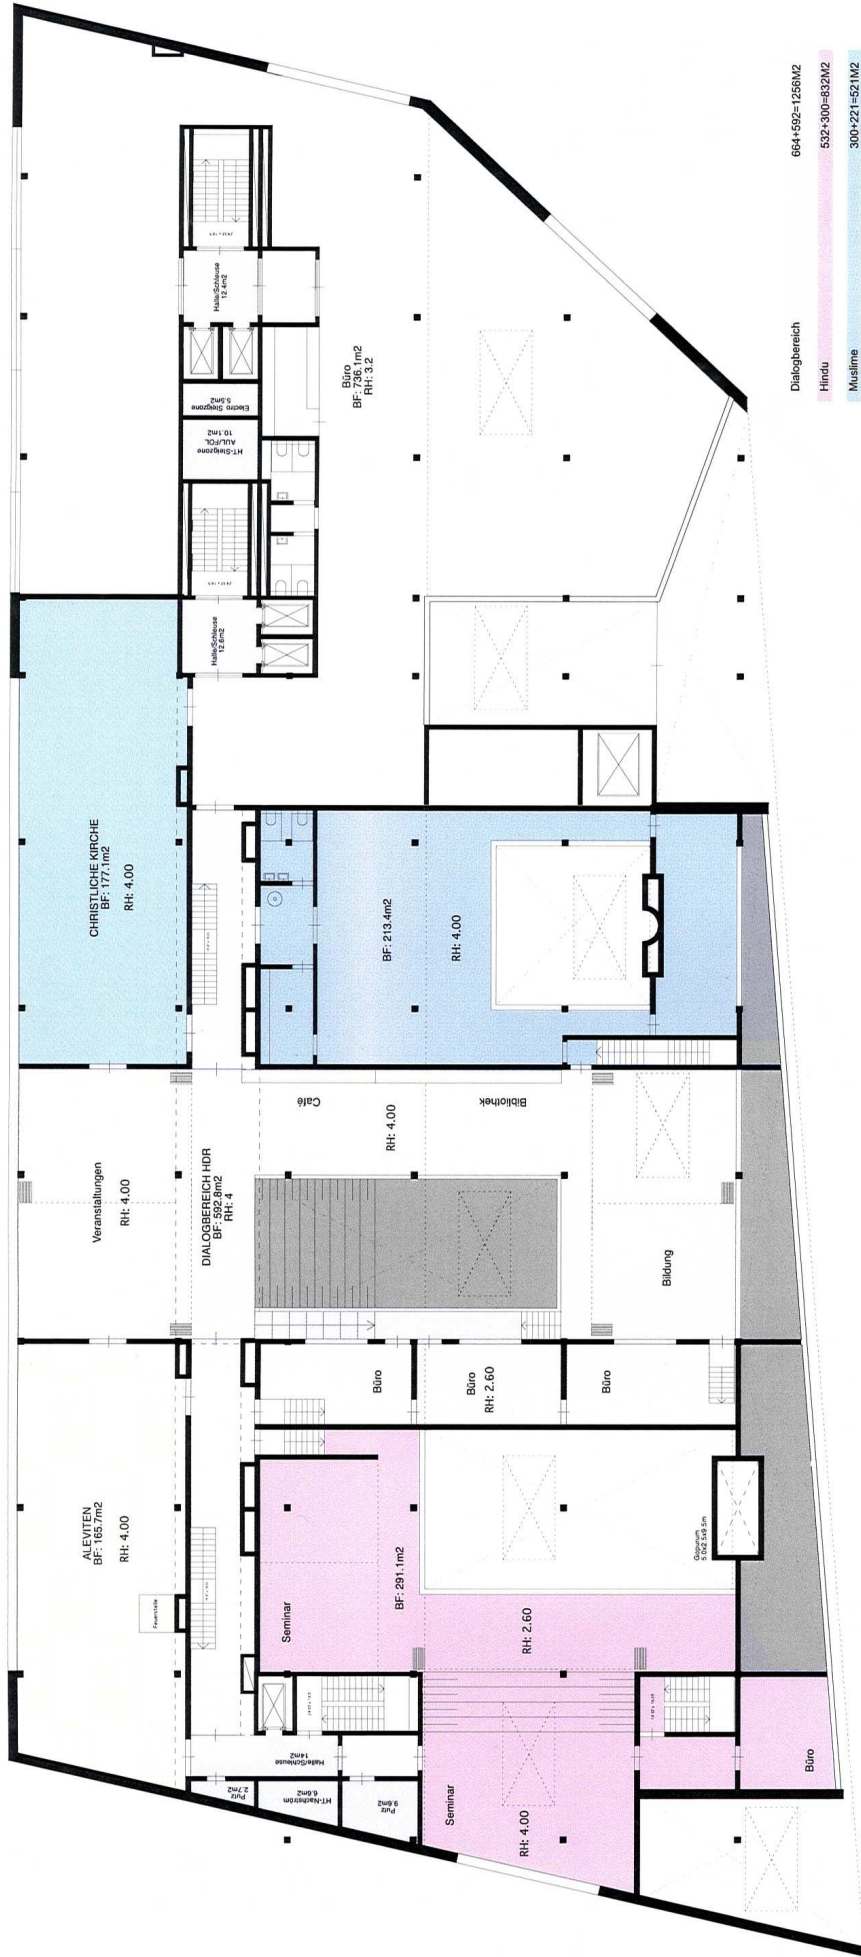 Dialogbereich 664+592=1256M2
Hindu 532+300=832M2
Muslime 300+221=521M2
Halle/Schleuse
12.4m2
Electro Steigzone
5.5m2
HT-Steigzone
AUL/FOL
10.1m2
Büro
BF: 736.1m2
RH: 3.2
Halle/Schleuse
12.6m2
CHRISTLICHE KIRCHE
BF: 177.1m2
RH: 4.00
BF: 213.4m2
RH: 4.00
Veranstaltungen
RH: 4.00
DIALOGBEREICH HDR
BF: 592.8m2
RH: 4
Café
RH: 4.00
Bibliothek
Bildung
ALEVITEN
BF: 165.7m2
RH: 4.00
Feuerstelle
Büro
Büro
RH: 2.60
Büro
Seminar
BF: 291.1m2
RH: 2.60
Gopurum
5.0x2.5x9.5m
Halle/Schleuse
14m2
Putz
2.7m2
HT-Nachström
6.6m2
Putz
9.6m2
Seminar
RH: 4.00
Büro